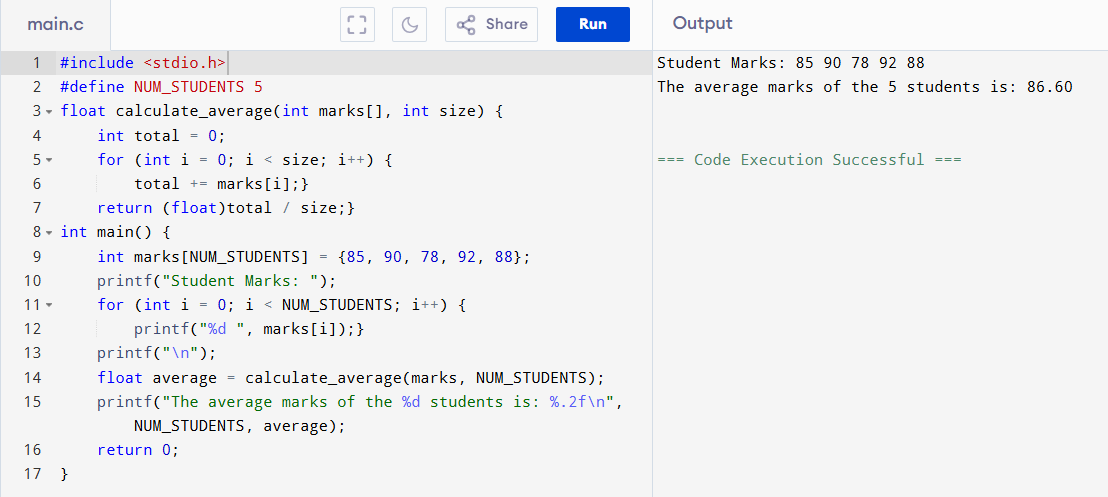 main.c
Share
Run
Output
1 #include <stdio.h>
2 #define NUM_STUDENTS 5
3 float calculate_average(int marks[], int size) {
4     int total = 0;
5     for (int i = 0; i < size; i++) {
6         total += marks[i];}
7     return (float)total / size;}
8 int main() {
9     int marks[NUM_STUDENTS] = {85, 90, 78, 92, 88};
10     printf("Student Marks: ");
11     for (int i = 0; i < NUM_STUDENTS; i++) {
12         printf("%d ", marks[i]);}
13     printf("\n");
14     float average = calculate_average(marks, NUM_STUDENTS);
15     printf("The average marks of the %d students is: %.2f\n",
        NUM_STUDENTS, average);
16     return 0;
17 }
Student Marks: 85 90 78 92 88
The average marks of the 5 students is: 86.60
=== Code Execution Successful ===